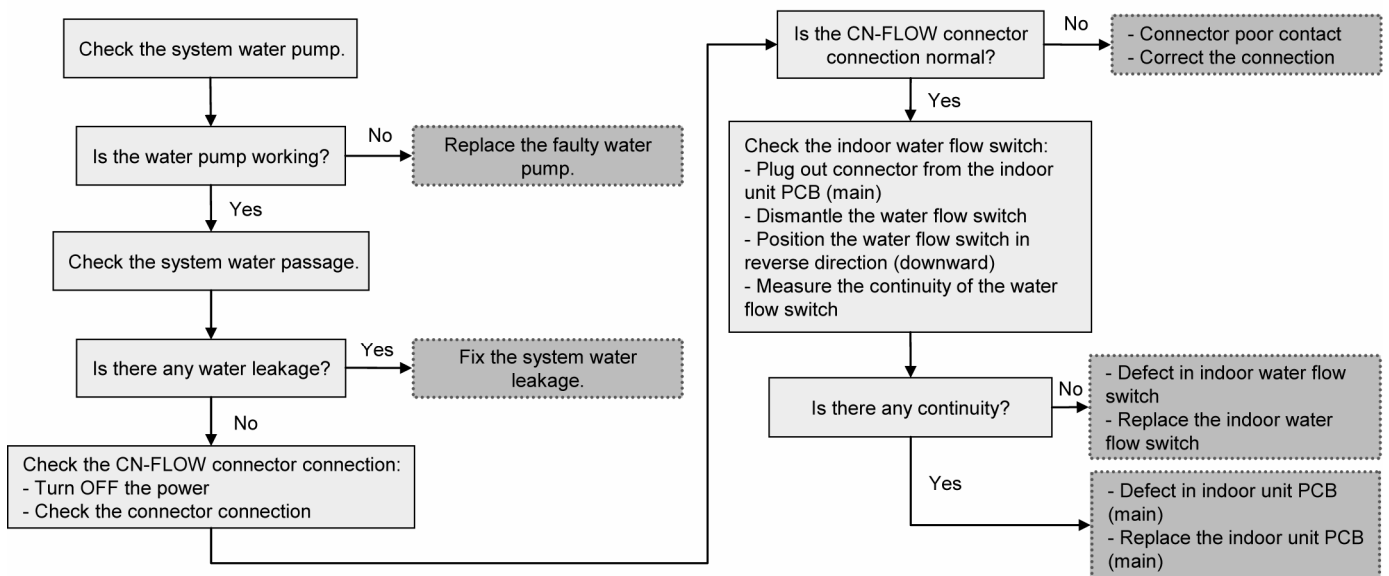 Check the system water pump.
Is the water pump working?
No
Replace the faulty water
pump.
Yes
Check the system water passage.
Is there any water leakage?
Yes
Fix the system water
leakage.
No
Check the CN-FLOW connector connection:
- Turn OFF the power
- Check the connector connection
Is the CN-FLOW connector
connection normal?
No
- Connector poor contact
- Correct the connection
Yes
Check the indoor water flow switch:
- Plug out connector from the indoor
unit PCB (main)
- Dismantle the water flow switch
- Position the water flow switch in
reverse direction (downward)
- Measure the continuity of the water
flow switch
Is there any continuity?
No
- Defect in indoor water flow
switch
- Replace the indoor water
flow switch
Yes
- Defect in indoor unit PCB
(main)
- Replace the indoor unit PCB
(main)